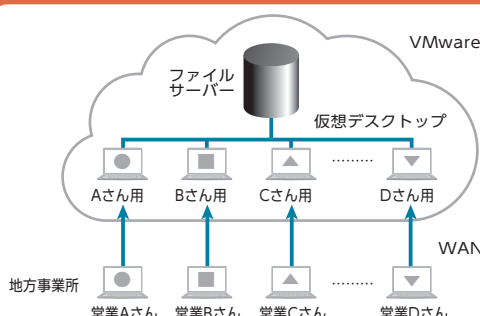 VMware
ファイル
サーバー
仮想デスクトップ
Aさん用 Bさん用 Cさん用 ……… Dさん用
WAN
地方事業所 ………
営業Aさん 営業Bさん 営業Cさん 営業Dさん